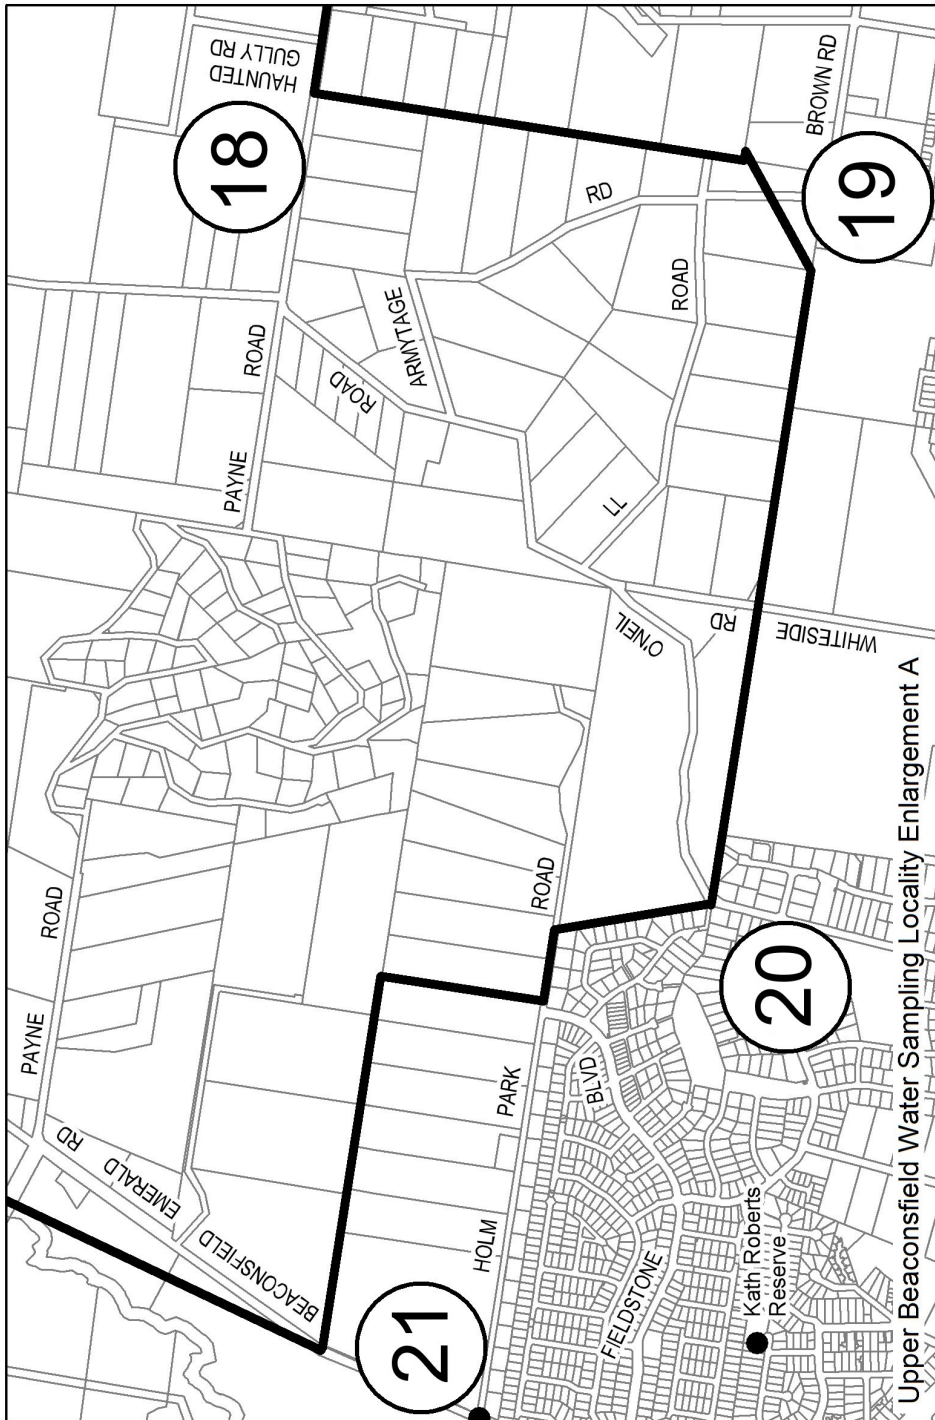 HAUNTED
GULLY RD
18
BROWN RD
19
RD
ROAD
ARMYTAGE
ROAD
ROAD
PAYNE
LL
O'NEIL
RD
WHITESIDE
ROAD
PAYNE
ROAD
PARK
HOLM
20
BLVD
FIELDSTONE
Kath Roberts
Reserve
RD
EMERALD
BEACONSFIELD
21
Upper Beaconsfield Water Sampling Locality Enlargement A